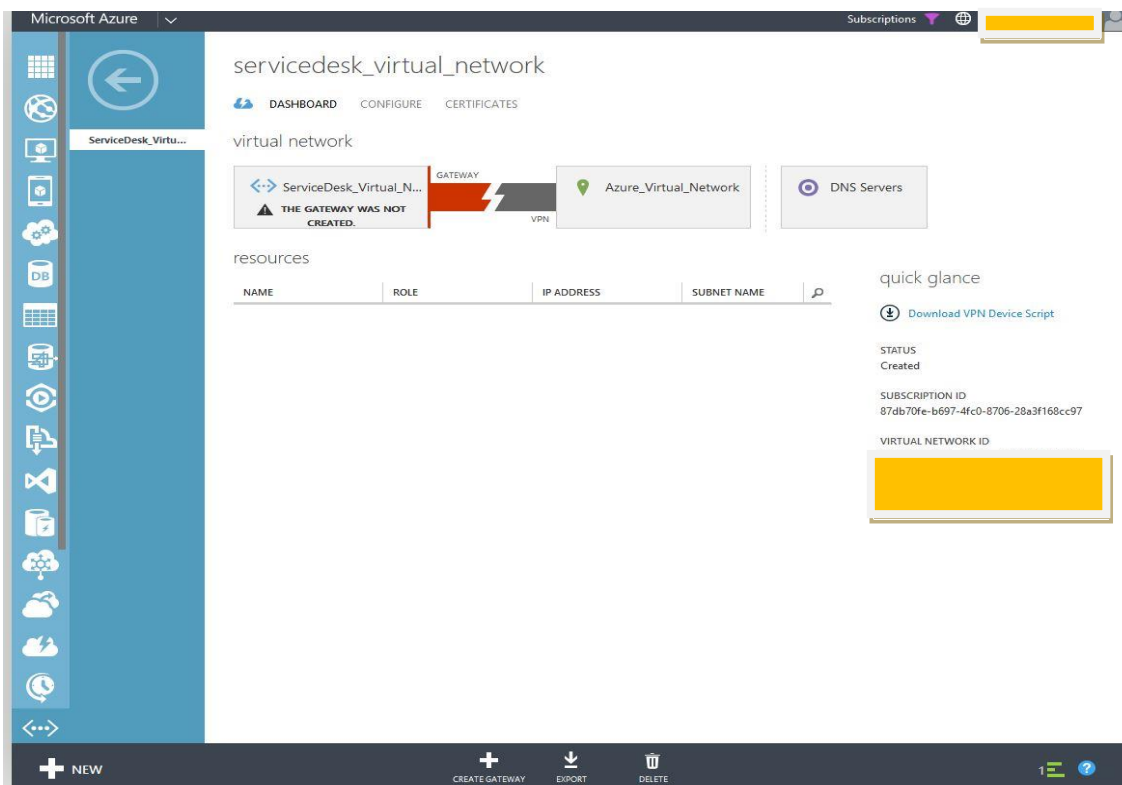 Microsoft Azure
Subscriptions
servicedesk_virtual_network
DASHBOARD CONFIGURE CERTIFICATES
ServiceDesk_Virtu...
virtual network
GATEWAY
ServiceDesk_Virtual_N... Azure_Virtual_Network DNS Servers
THE GATEWAY WAS NOT
CREATED.
VPN
resources
NAME ROLE IP ADDRESS SUBNET NAME
quick glance
Download VPN Device Script
STATUS
Created
SUBSCRIPTION ID
87db70fe-b697-4fc0-8706-28a3f168cc97
VIRTUAL NETWORK ID
DB
NEW
CREATE GATEWAY EXPORT DELETE
1
?